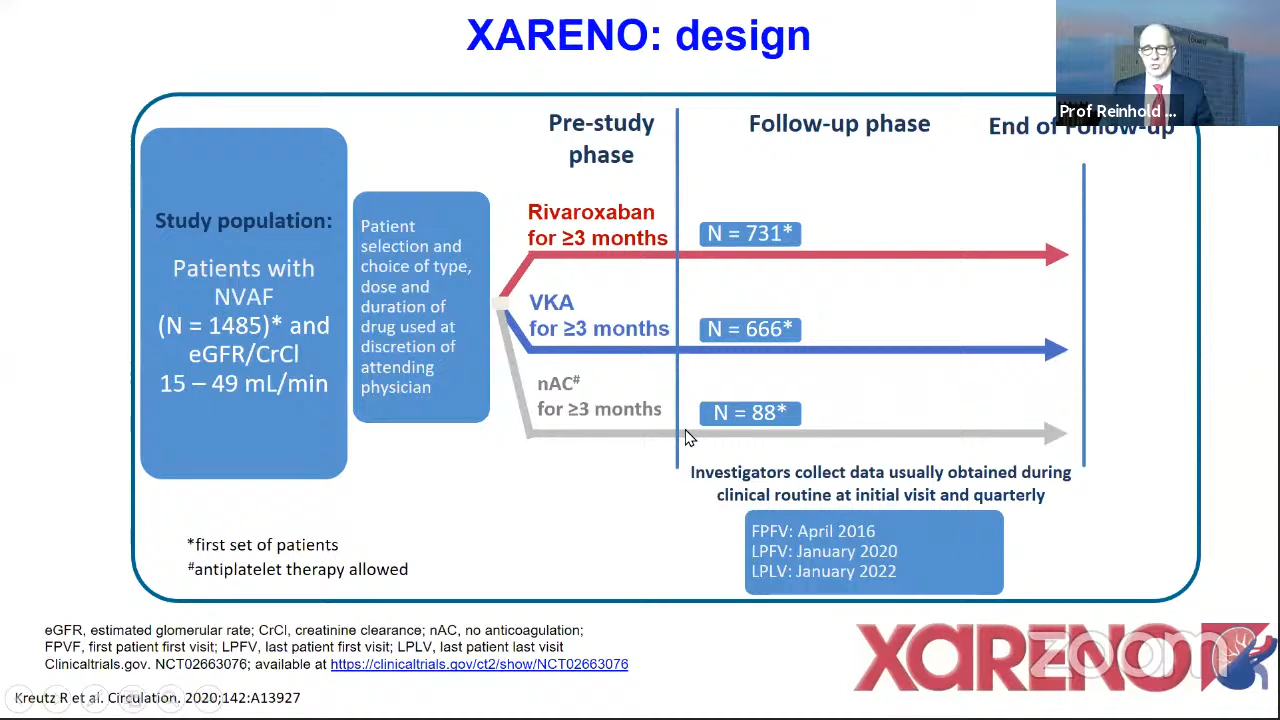 XARENO: design
Prof Reinhold ...
Pre-study
phase
Follow-up phase
End of Follow-up
Study population:
Patients with
NVAF
(N = 1485)* and
eGFR/CrCl
15 – 49 mL/min
Patient
selection and
choice of type,
dose and
duration of
drug used at
discretion of
attending
physician
Rivaroxaban
for ≥3 months
N = 731*
VKA
for ≥3 months
N = 666*
nAC#
for ≥3 months
N = 88*
Investigators collect data usually obtained during
clinical routine at initial visit and quarterly
FPFV: April 2016
LPFV: January 2020
LPLV: January 2022
*first set of patients
#antiplatelet therapy allowed
eGFR, estimated glomerular rate; CrCl, creatinine clearance; nAC, no anticoagulation;
FPVF, first patient first visit; LPFV, last patient first visit; LPLV, last patient last visit
Clinicaltrials.gov. NCT02663076; available at https://clinicaltrials.gov/ct2/show/NCT02663076
Kreutz R et al. Circulation. 2020;142:A13927
XARENO
zoom